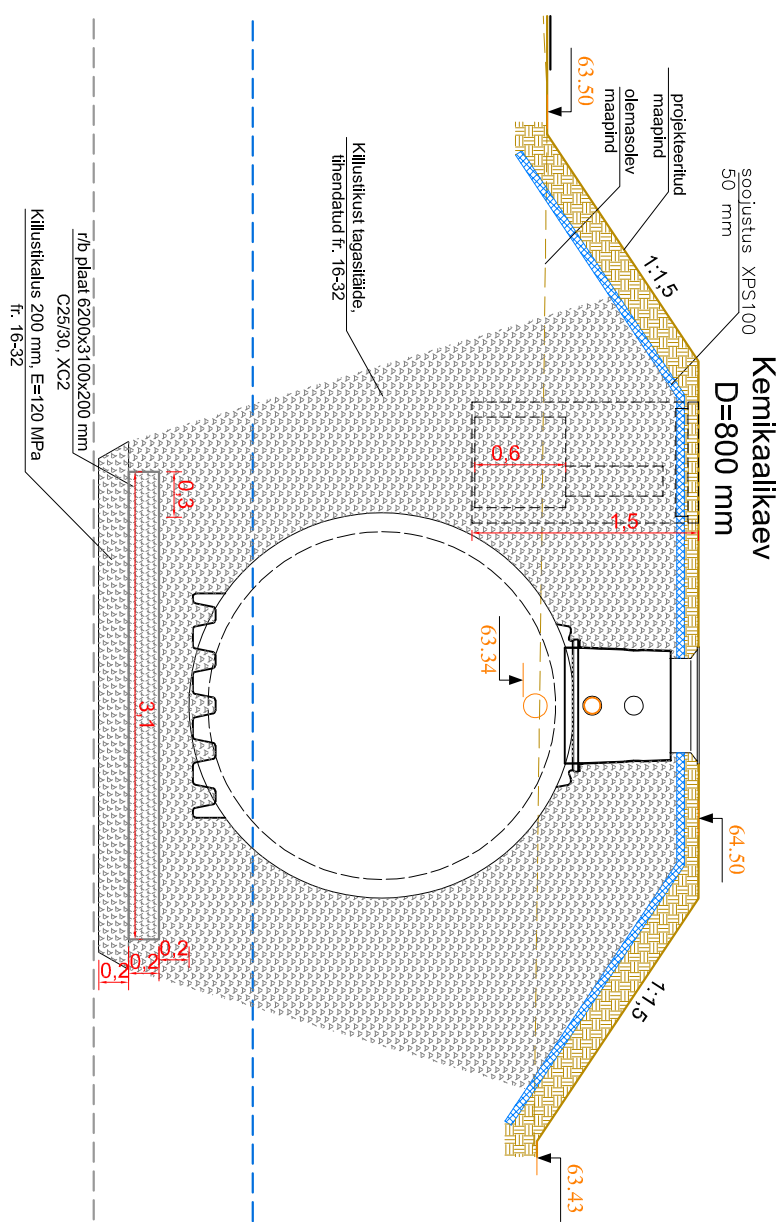 Kemikaalikaev
D=800 mm
soojustus XPS100
50 mm
projekteeritud
maapind
olemasolev
maapind
63.50
1:1,5
Killustikust tagasitäide,
tihendatud fr. 16-32
r/b plaat 6200x3100x200 mm
C25/30, XC2
Killustikalus 200 mm, E=120 MPa
fr. 16-32
0,6
1,5
0,3
3,1
63.34
64.50
0,2
0,2
0,2
1:1,5
63.43